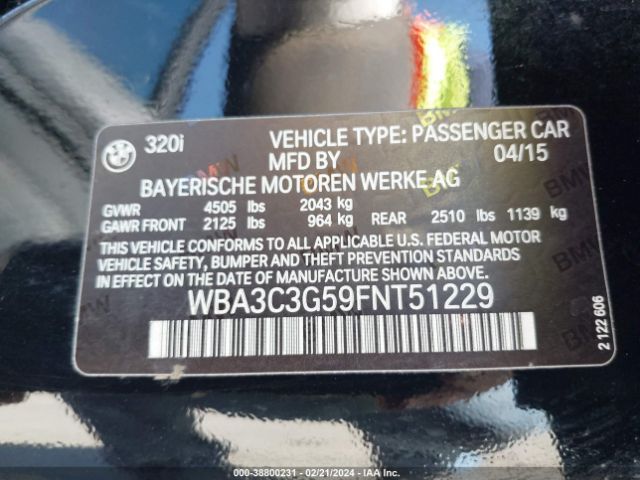 BMW
320i VEHICLE TYPE: PASSENGER CAR
MFD BY 04/15
BAYERISCHE MOTOREN WERKE AG
GVWR 4505 lbs 2043 kg
GAWR FRONT 2125 lbs 964 kg REAR 2510 lbs 1139 kg
THIS VEHICLE CONFORMS TO ALL APPLICABLE U.S. FEDERAL MOTOR
VEHICLE SAFETY, BUMPER AND THEFT PREVENTION STANDARDS
IN EFFECT ON THE DATE OF MANUFACTURE SHOWN ABOVE.
WBA3C3G59FNT51229
2 122 606
000-38800231 - 02/21/2024 - IAA Inc.